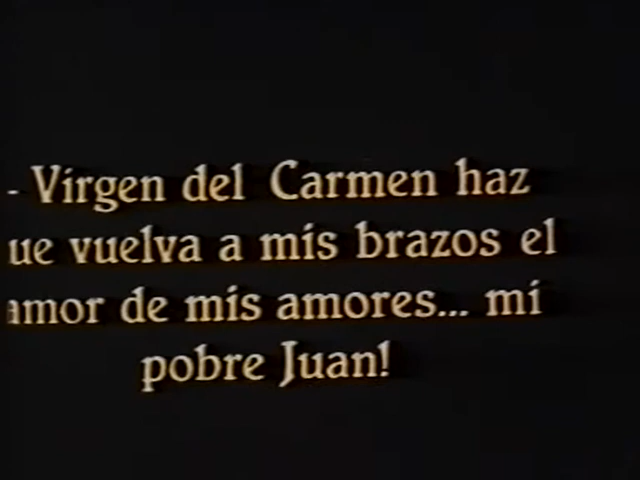 - Virgen del Carmen haz
ue vuelva a mis brazos el
amor de mis amores... mi
pobre Juan!